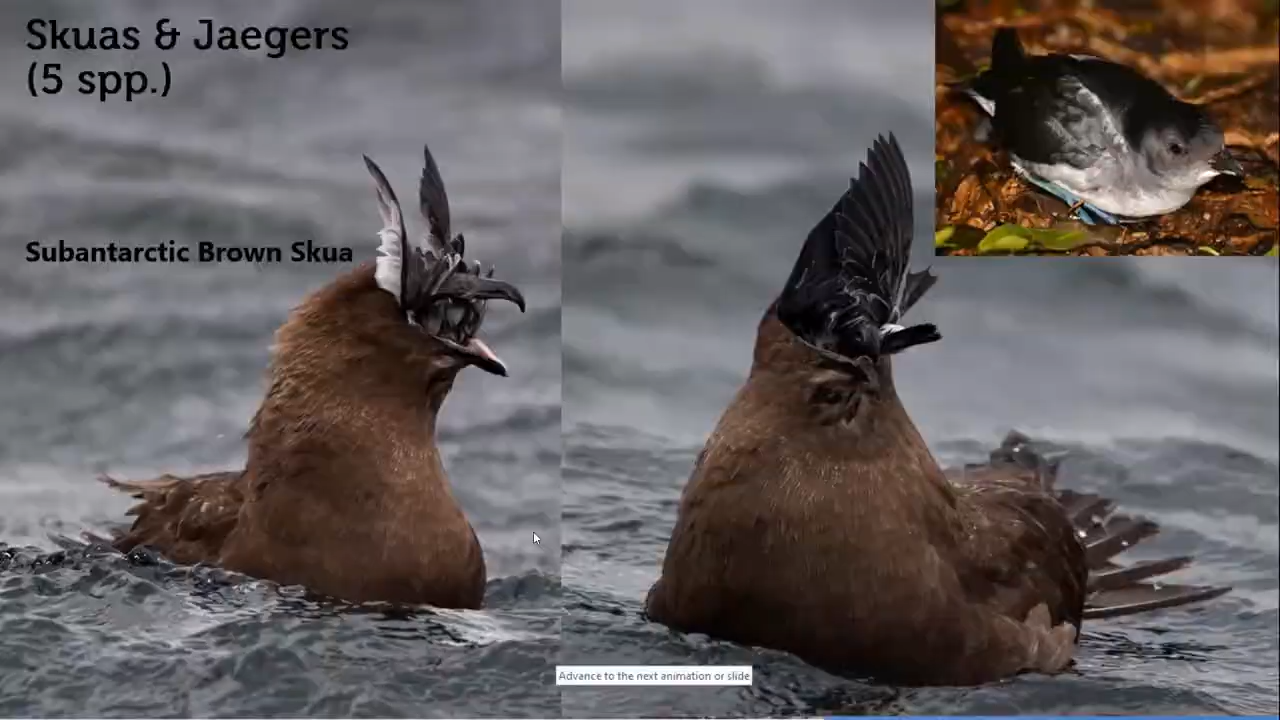 Skuas & Jaegers
(5 spp.)
Subantarctic Brown Skua
Advance to the next animation or slide